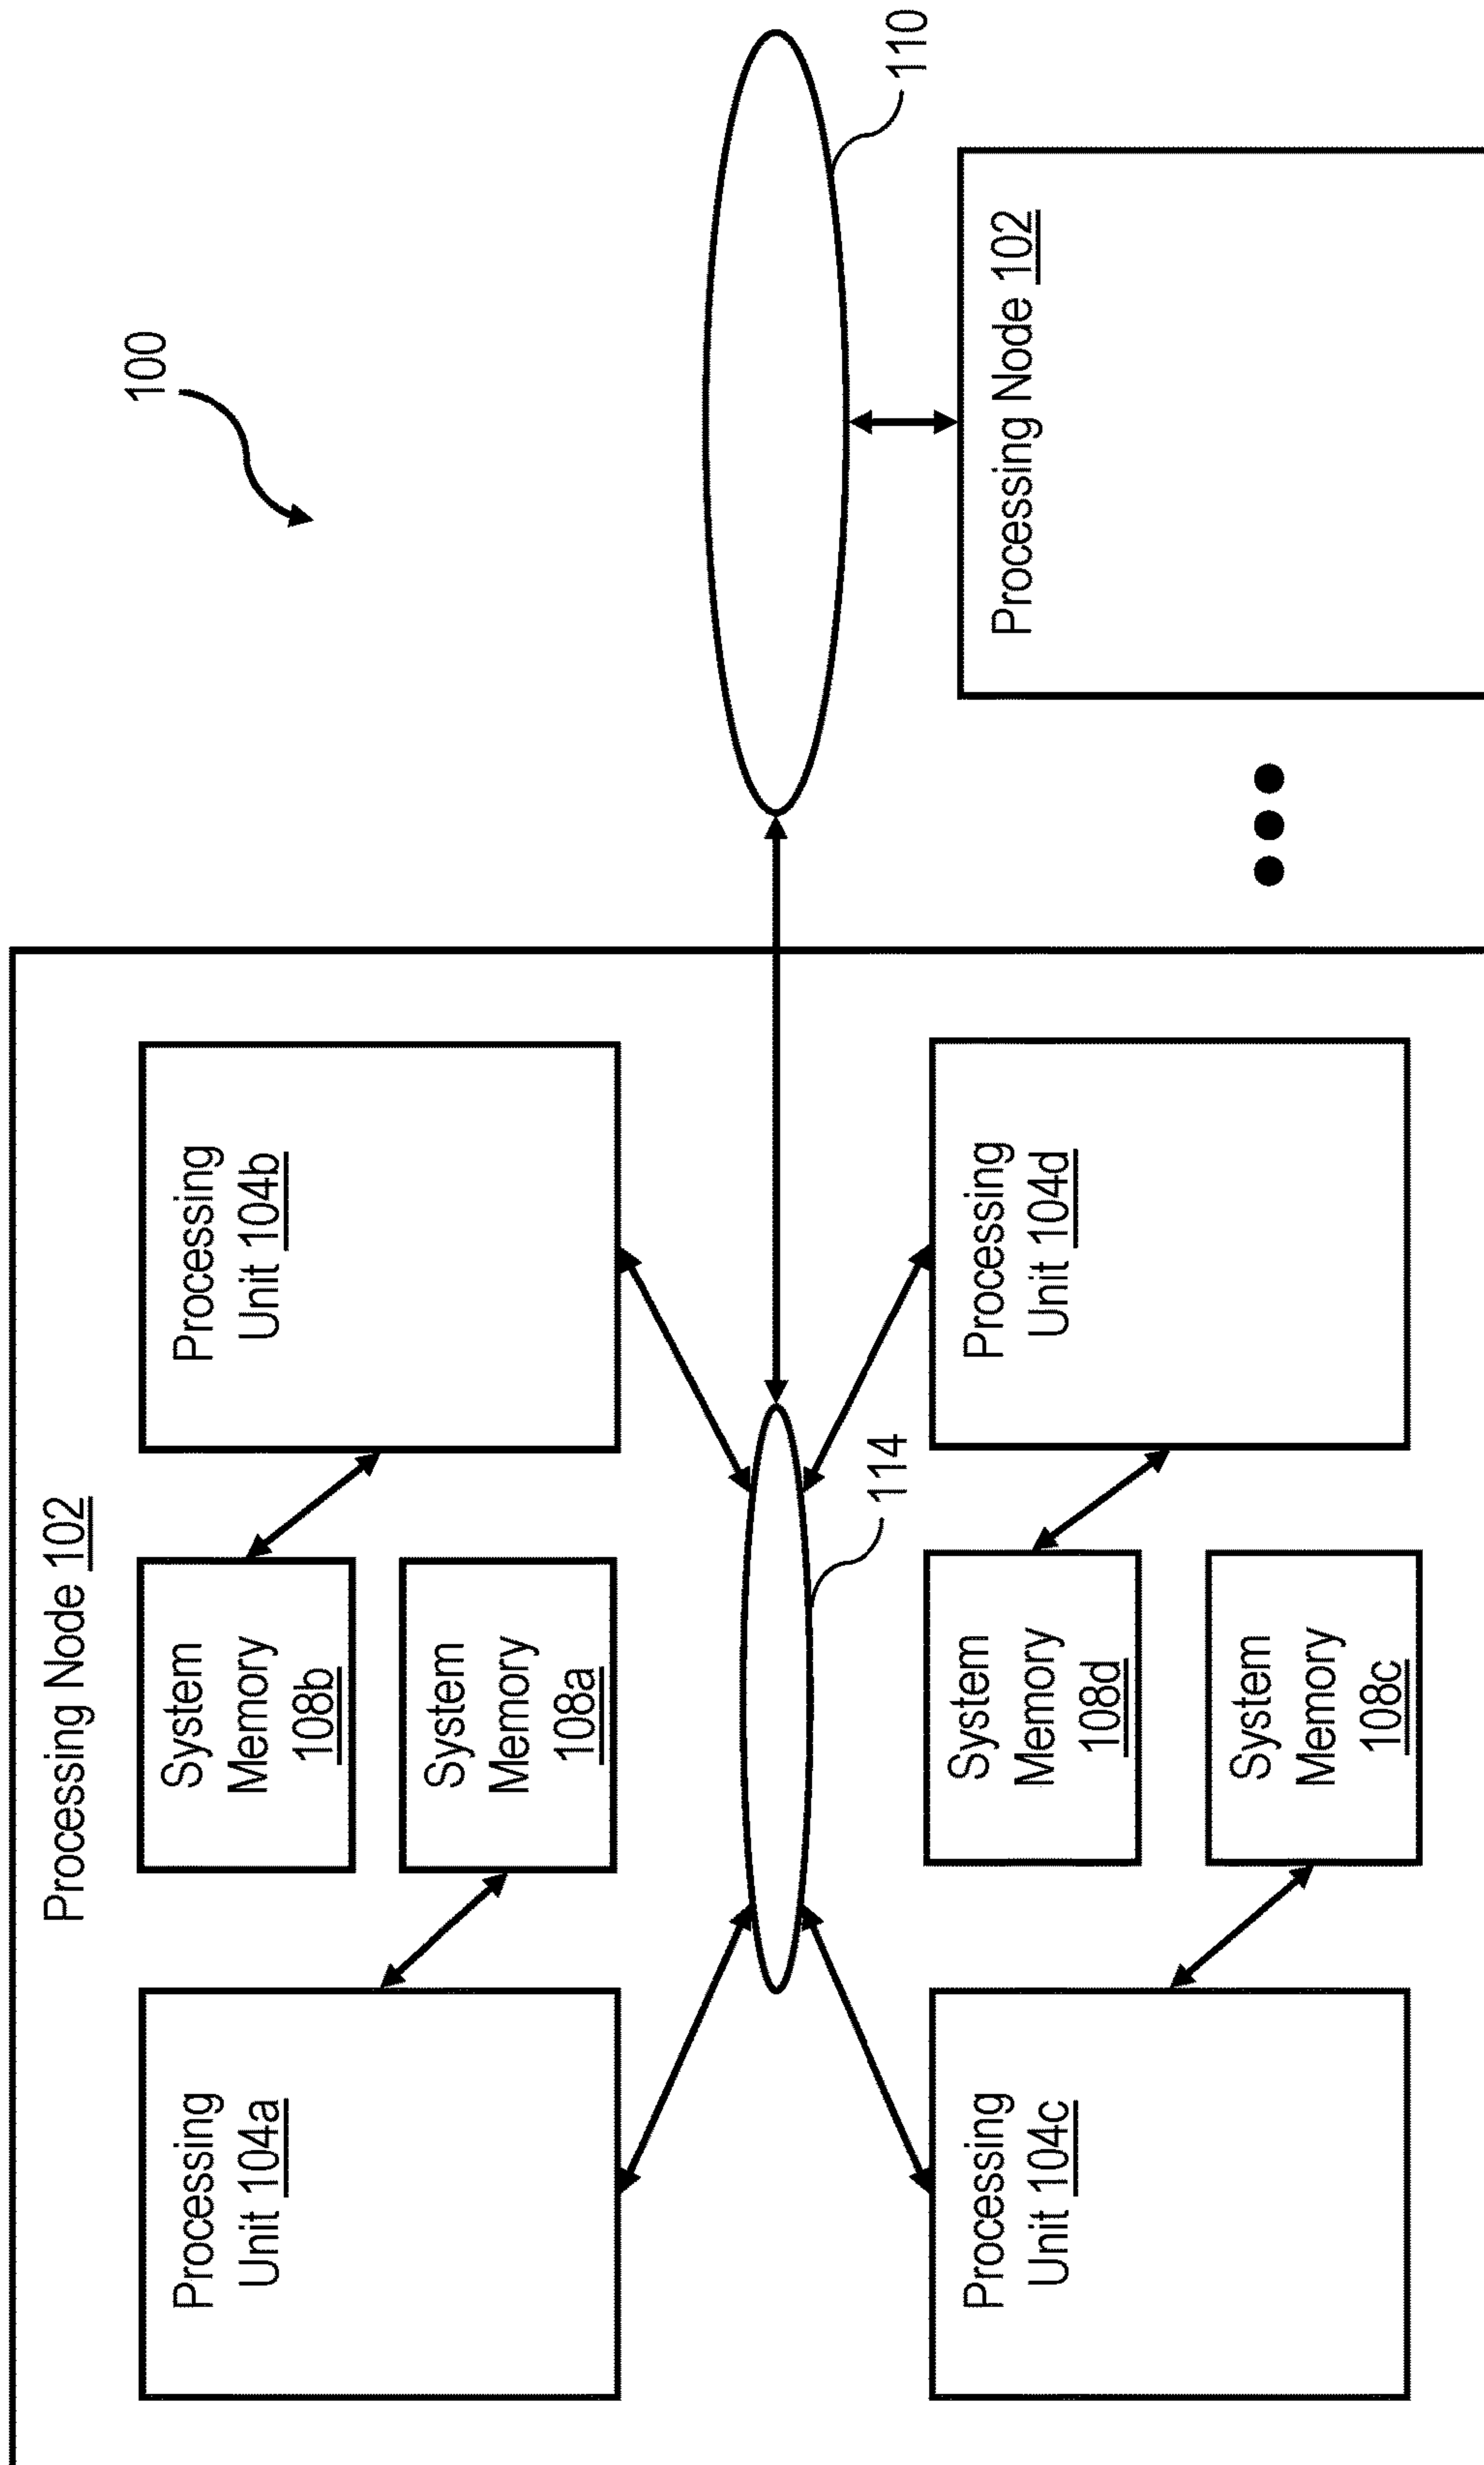 100
Processing Node 102
Processing
Unit 104a
System
Memory
108b
System
Memory
108a
Processing
Unit 104b
114
110
Processing
Unit 104c
System
Memory
108d
System
Memory
108c
Processing
Unit 104d
Processing Node 102